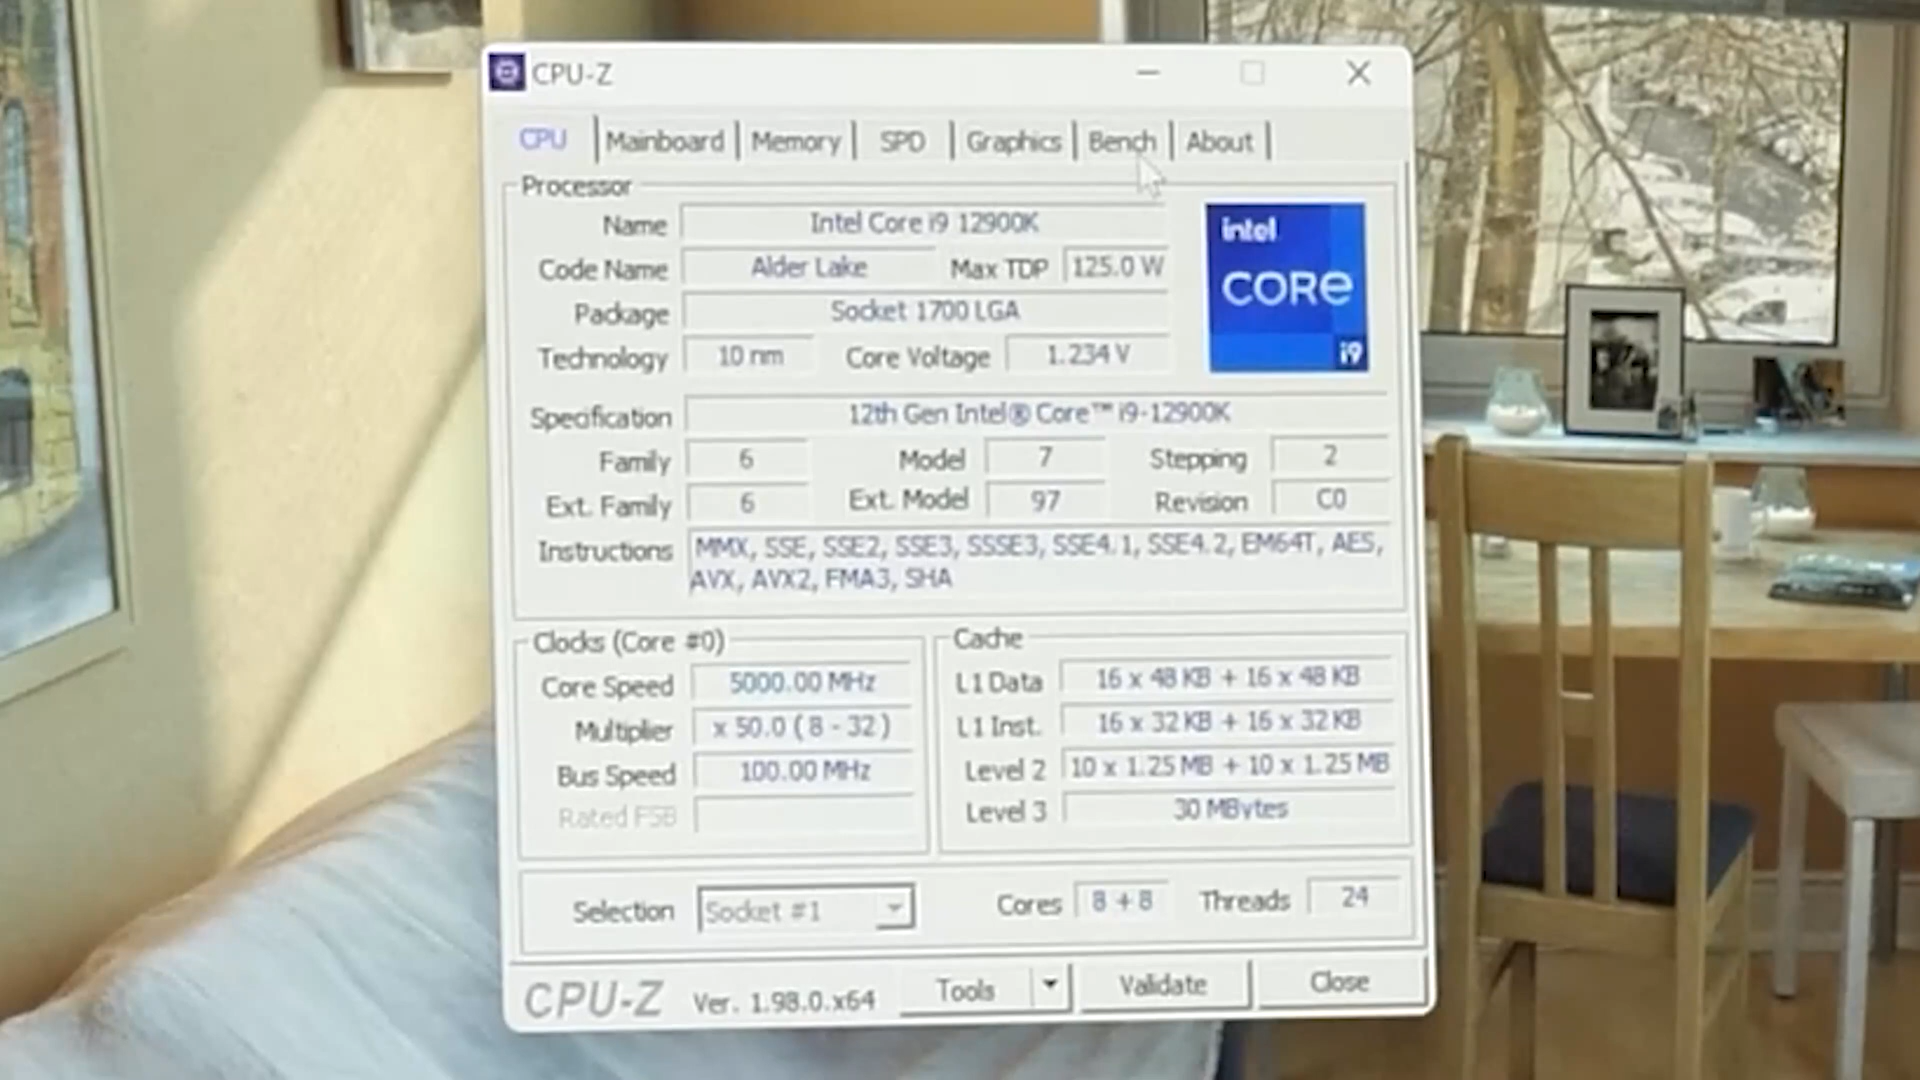 CPU-Z
CPU Mainboard Memory SPD Graphics Bench About
Processor
Name Intel Core i9 12900K
Code Name Alder Lake Max TDP 125.0 W
Package Socket 1700 LGA
Technology 10 nm Core Voltage 1.234 V
intel
CORe
i9
Specification 12th Gen Intel® Core™ i9-12900K
Family 6 Model 7 Stepping 2
Ext. Family 6 Ext. Model 97 Revision C0
Instructions MMX, SSE, SSE2, SSE3, SSSE3, SSE4.1, SSE4.2, EM64T, AES,
AVX, AVX2, FMA3, SHA
Clocks (Core #0)
Core Speed 5000.00 MHz
Multiplier x 50.0 ( 8 - 32 )
Bus Speed 100.00 MHz
Rated FSB
Cache
L1 Data 16 x 48 KB + 16 x 48 KB
L1 Inst. 16 x 32 KB + 16 x 32 KB
Level 2 10 x 1.25 MB + 10 x 1.25 MB
Level 3 30 MBytes
Selection Socket #1 Cores 8 + 8 Threads 24
CPU-Z Ver. 1.98.0.x64 Tools Validate Close